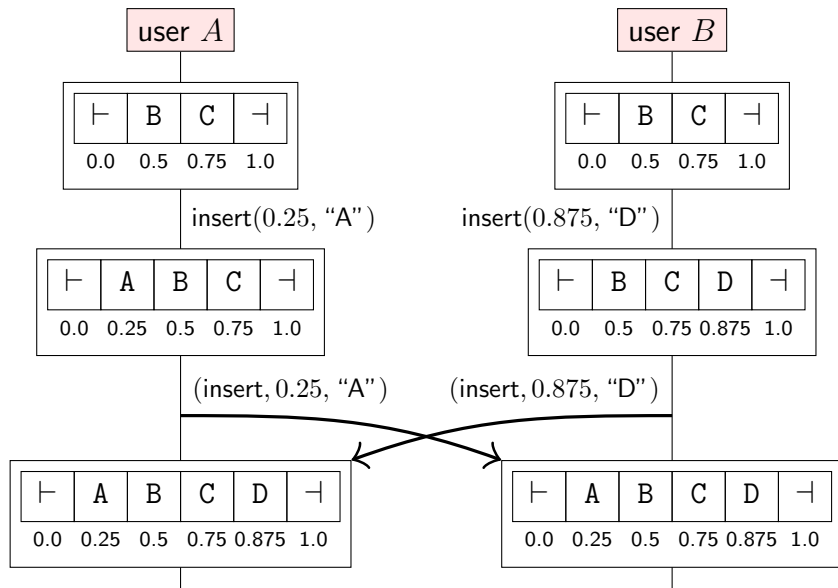 user A user B
⊢ B C ⊣ ⊢ B C ⊣
0.0 0.5 0.75 1.0 0.0 0.5 0.75 1.0
insert(0.25, “A”) insert(0.875, “D”)
⊢ A B C ⊣ ⊢ B C D ⊣
0.0 0.25 0.5 0.75 1.0 0.0 0.5 0.75 0.875 1.0
(insert, 0.25, “A”) (insert, 0.875, “D”)
⊢ A B C D ⊣ ⊢ A B C D ⊣
0.0 0.25 0.5 0.75 0.875 1.0 0.0 0.25 0.5 0.75 0.875 1.0